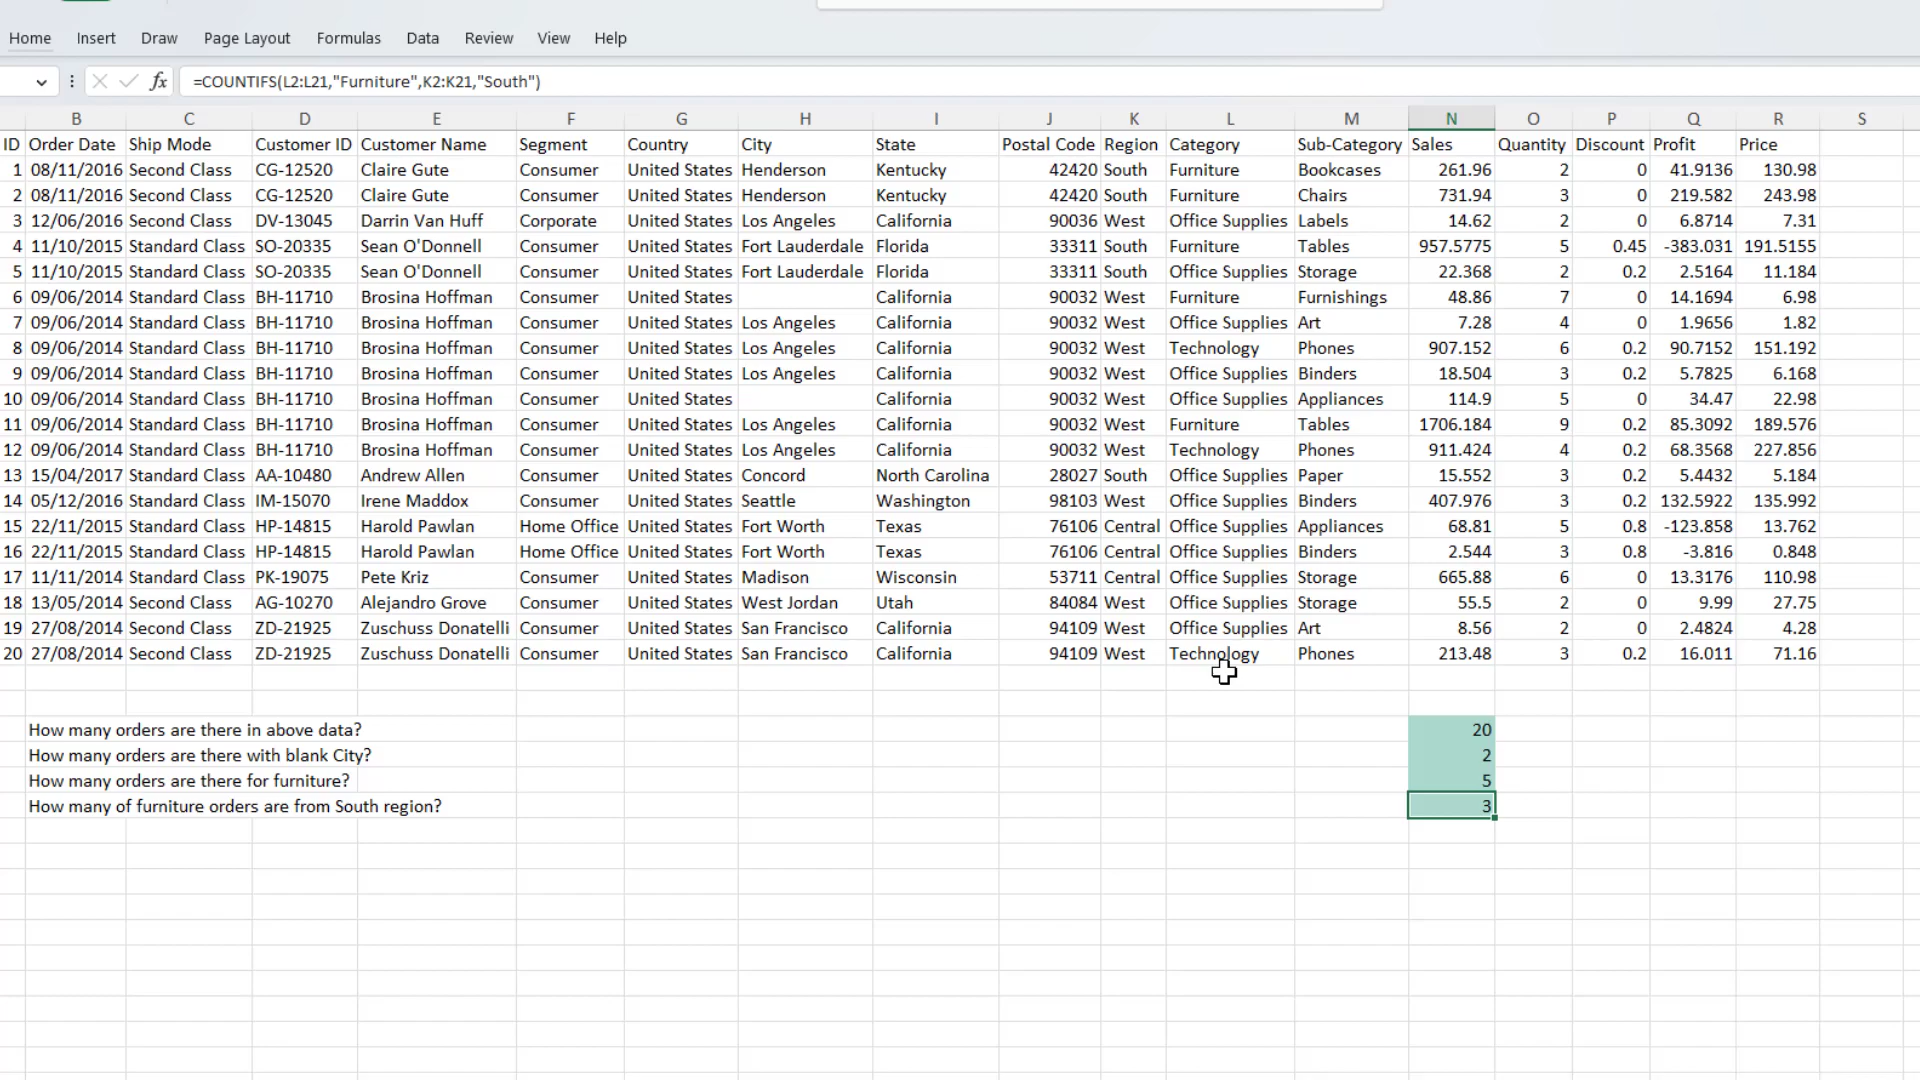 Home Insert Draw Page Layout Formulas Data Review View Help
fx =COUNTIFS(L2:L21,"Furniture",K2:K21,"South")
B C D E F G H I J K L M N O P Q R S
ID Order Date Ship Mode Customer ID Customer Name Segment Country City State Postal Code Region Category Sub-Category Sales Quantity Discount Profit Price
1 08/11/2016 Second Class CG-12520 Claire Gute Consumer United States Henderson Kentucky 42420 South Furniture Bookcases 261.96 2 0 41.9136 130.98
2 08/11/2016 Second Class CG-12520 Claire Gute Consumer United States Henderson Kentucky 42420 South Furniture Chairs 731.94 3 0 219.582 243.98
3 12/06/2016 Second Class DV-13045 Darrin Van Huff Corporate United States Los Angeles California 90036 West Office Supplies Labels 14.62 2 0 6.8714 7.31
4 11/10/2015 Standard Class SO-20335 Sean O'Donnell Consumer United States Fort Lauderdale Florida 33311 South Furniture Tables 957.5775 5 0.45 -383.031 191.5155
5 11/10/2015 Standard Class SO-20335 Sean O'Donnell Consumer United States Fort Lauderdale Florida 33311 South Office Supplies Storage 22.368 2 0.2 2.5164 11.184
6 09/06/2014 Standard Class BH-11710 Brosina Hoffman Consumer United States California 90032 West Furniture Furnishings 48.86 7 0 14.1694 6.98
7 09/06/2014 Standard Class BH-11710 Brosina Hoffman Consumer United States Los Angeles California 90032 West Office Supplies Art 7.28 4 0 1.9656 1.82
8 09/06/2014 Standard Class BH-11710 Brosina Hoffman Consumer United States Los Angeles California 90032 West Technology Phones 907.152 6 0.2 90.7152 151.192
9 09/06/2014 Standard Class BH-11710 Brosina Hoffman Consumer United States Los Angeles California 90032 West Office Supplies Binders 18.504 3 0.2 5.7825 6.168
10 09/06/2014 Standard Class BH-11710 Brosina Hoffman Consumer United States California 90032 West Office Supplies Appliances 114.9 5 0 34.47 22.98
11 09/06/2014 Standard Class BH-11710 Brosina Hoffman Consumer United States Los Angeles California 90032 West Furniture Tables 1706.184 9 0.2 85.3092 189.576
12 09/06/2014 Standard Class BH-11710 Brosina Hoffman Consumer United States Los Angeles California 90032 West Technology Phones 911.424 4 0.2 68.3568 227.856
13 15/04/2017 Standard Class AA-10480 Andrew Allen Consumer United States Concord North Carolina 28027 South Office Supplies Paper 15.552 3 0.2 5.4432 5.184
14 05/12/2016 Standard Class IM-15070 Irene Maddox Consumer United States Seattle Washington 98103 West Office Supplies Binders 407.976 3 0.2 132.5922 135.992
15 22/11/2015 Standard Class HP-14815 Harold Pawlan Home Office United States Fort Worth Texas 76106 Central Office Supplies Appliances 68.81 5 0.8 -123.858 13.762
16 22/11/2015 Standard Class HP-14815 Harold Pawlan Home Office United States Fort Worth Texas 76106 Central Office Supplies Binders 2.544 3 0.8 -3.816 0.848
17 11/11/2014 Standard Class PK-19075 Pete Kriz Consumer United States Madison Wisconsin 53711 Central Office Supplies Storage 665.88 6 0 13.3176 110.98
18 13/05/2014 Second Class AG-10270 Alejandro Grove Consumer United States West Jordan Utah 84084 West Office Supplies Storage 55.5 2 0 9.99 27.75
19 27/08/2014 Second Class ZD-21925 Zuschuss Donatelli Consumer United States San Francisco California 94109 West Office Supplies Art 8.56 2 0 2.4824 4.28
20 27/08/2014 Second Class ZD-21925 Zuschuss Donatelli Consumer United States San Francisco California 94109 West Technology Phones 213.48 3 0.2 16.011 71.16
How many orders are there in above data? 20
How many orders are there with blank City? 2
How many orders are there for furniture? 5
How many of furniture orders are from South region? 3